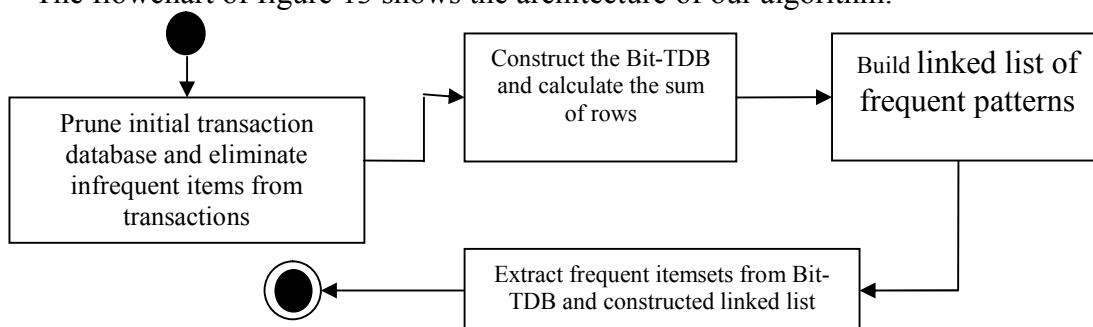 The flowchart of figure 13 shows the architecture of our algorithm.
Prune initial transaction
database and eliminate
infrequent items from
transactions
Construct the Bit-TDB
and calculate the sum
of rows
Build linked list of
frequent patterns
Extract frequent itemsets from Bit-
TDB and constructed linked list